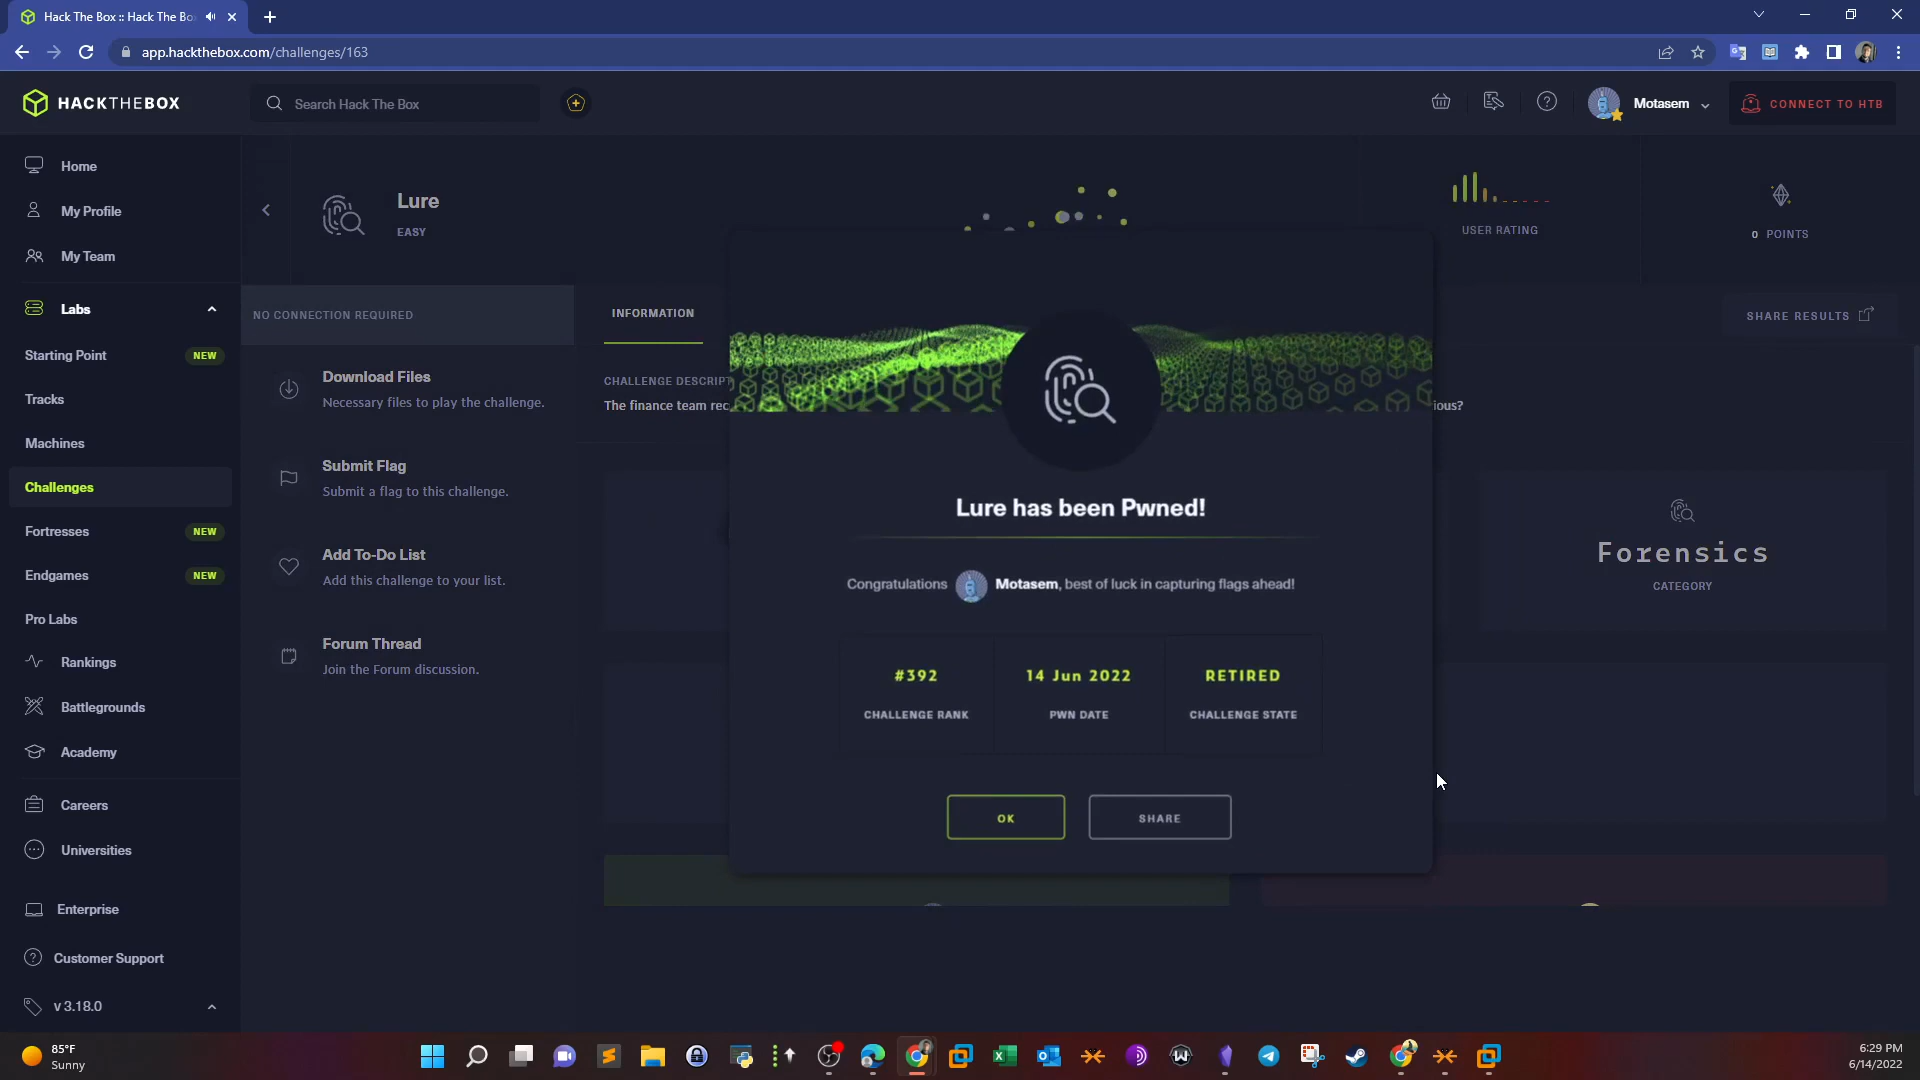 Hack The Box :: Hack The Bo
app.hackthebox.com/challenges/163
HACKTHEBOX
Search Hack The Box
Motasem
CONNECT TO HTB
Home
My Profile
My Team
Labs
Starting Point NEW
Tracks
Machines
Challenges
Fortresses NEW
Endgames NEW
Pro Labs
Rankings
Battlegrounds
Academy
Careers
Universities
Enterprise
Customer Support
v 3.18.0
Lure
EASY
USER RATING
0 POINTS
NO CONNECTION REQUIRED
INFORMATION
SHARE RESULTS
Download Files
Necessary files to play the challenge.
Submit Flag
Submit a flag to this challenge.
Add To-Do List
Add this challenge to your list.
Forum Thread
Join the Forum discussion.
CHALLENGE DESCRIPT
The finance team rec
ious?
Forensics
CATEGORY
Lure has been Pwned!
Congratulations Motasem, best of luck in capturing flags ahead!
#392 14 Jun 2022 RETIRED
CHALLENGE RANK PWN DATE CHALLENGE STATE
OK SHARE
85°F
Sunny
6:29 PM
6/14/2022